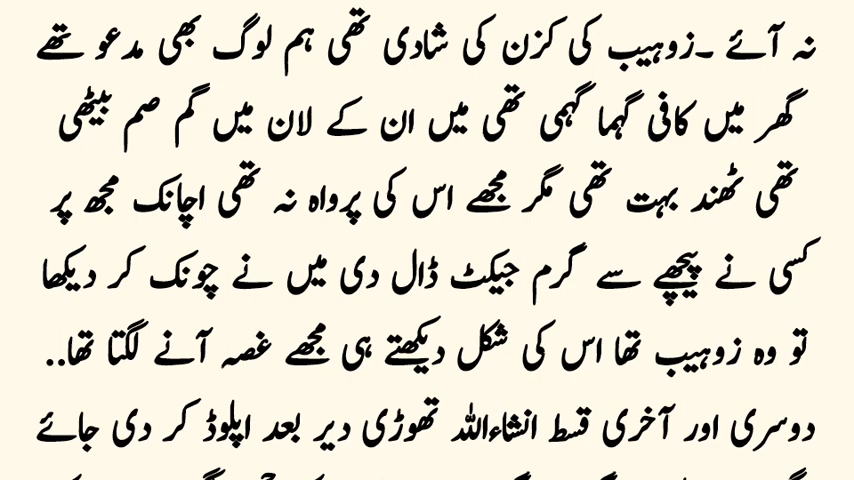 نہ آئے ۔زوہیب کی کزن کی شادی تھی ہم لوگ بھی مدعو تھے
گھر میں کافی گہما گہمی تھی میں ان کے لان میں گم صم بیٹھی
تھی ٹھنڈ بہت تھی مگر مجھے اس کی پرواہ نہ تھی اچانک مجھ پر
کسی نے پیچھے سے گرم جیکٹ ڈال دی میں نے چونک کر دیکھا
تو وہ زوہیب تھا اس کی شکل دیکھتے ہی مجھے غصہ آنے لگتا تھا..
دوسری اور آخری قسط انشاءاللہ تھوڑی دیر بعد اپلوڈ کر دی جائے